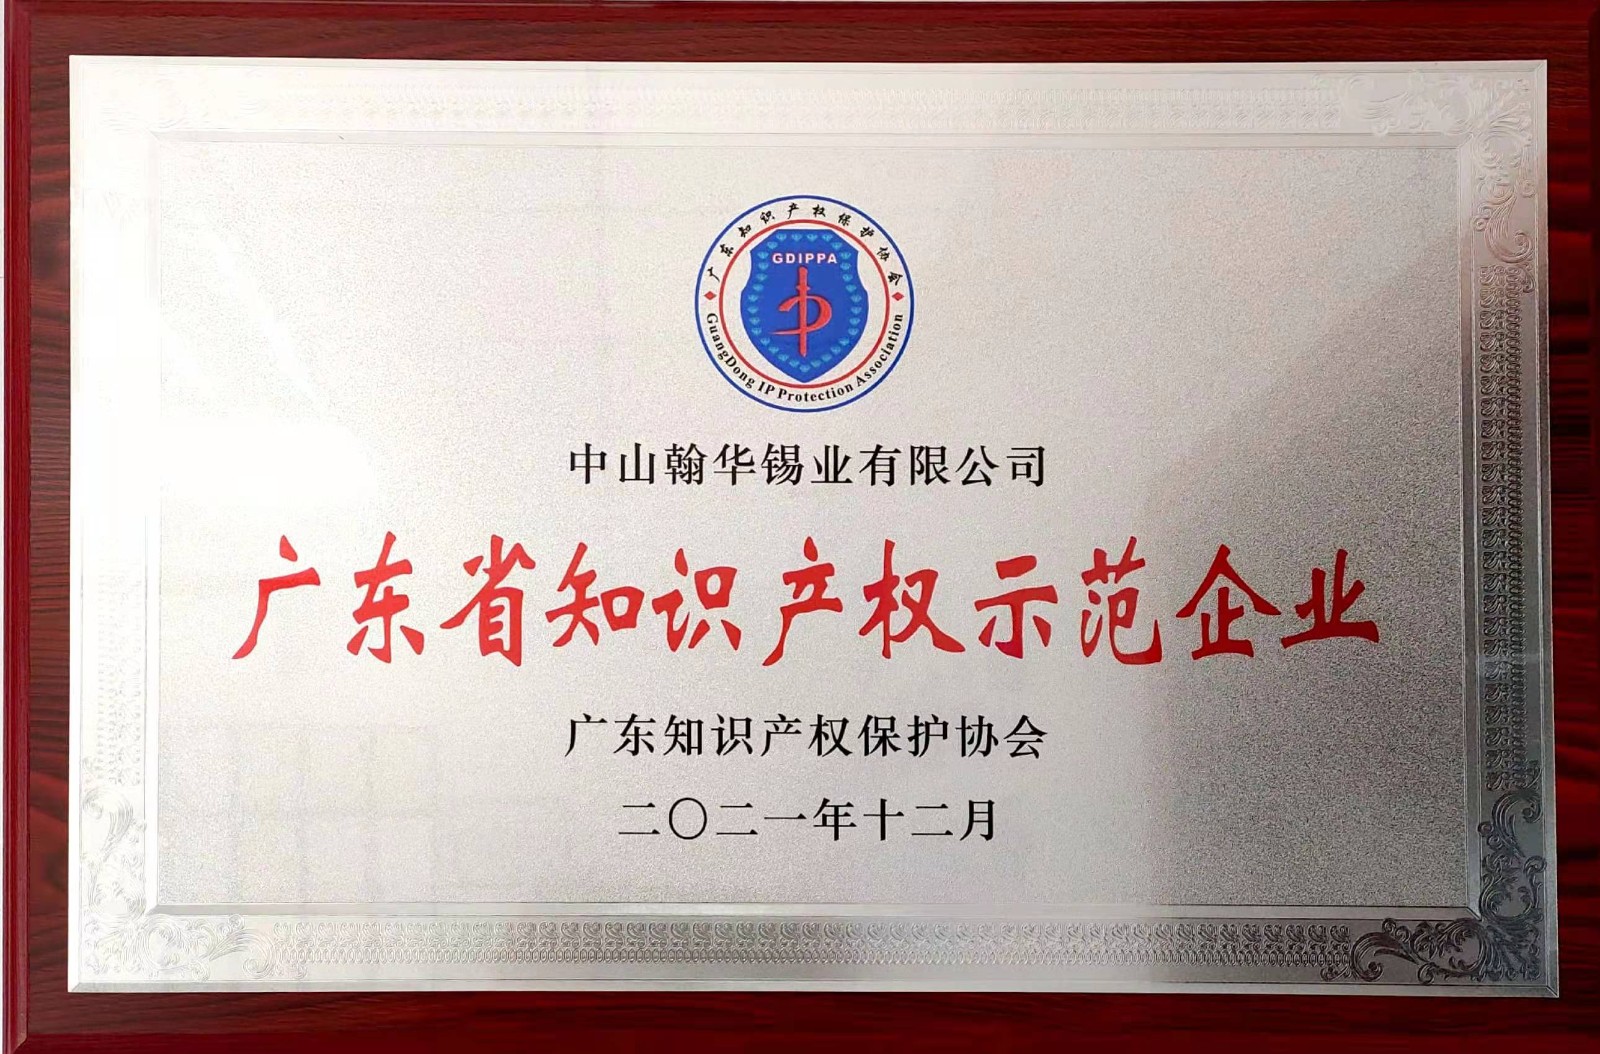 广东知识产权保护协会
GDIPPA
GuangDong IP Protection Association
中山翰华锡业有限公司
广东省知识产权示范企业
广东知识产权保护协会
二〇二一年十二月